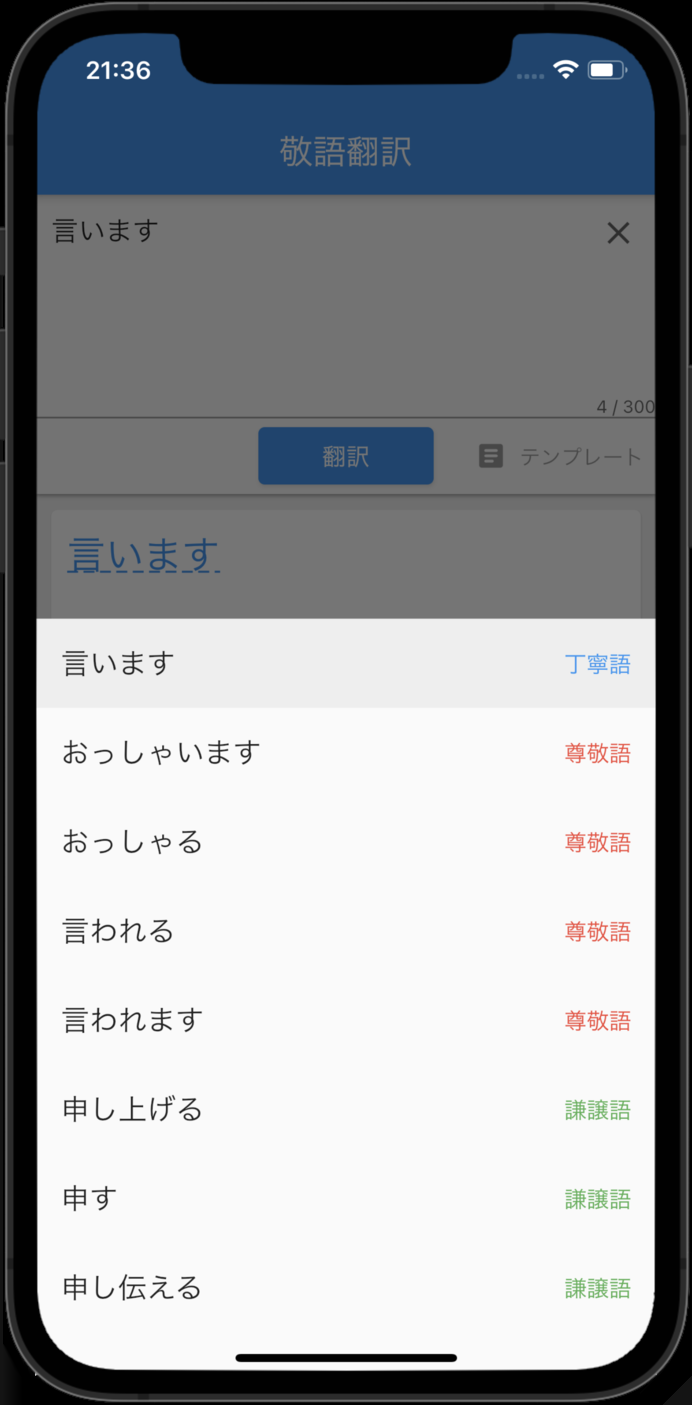 21:36
敬語翻訳
言います
4 / 300
翻訳
テンプレート
言います
言います 丁寧語
おっしゃいます 尊敬語
おっしゃる 尊敬語
言われる 尊敬語
言われます 尊敬語
申し上げる 謙譲語
申す 謙譲語
申し伝える 謙譲語